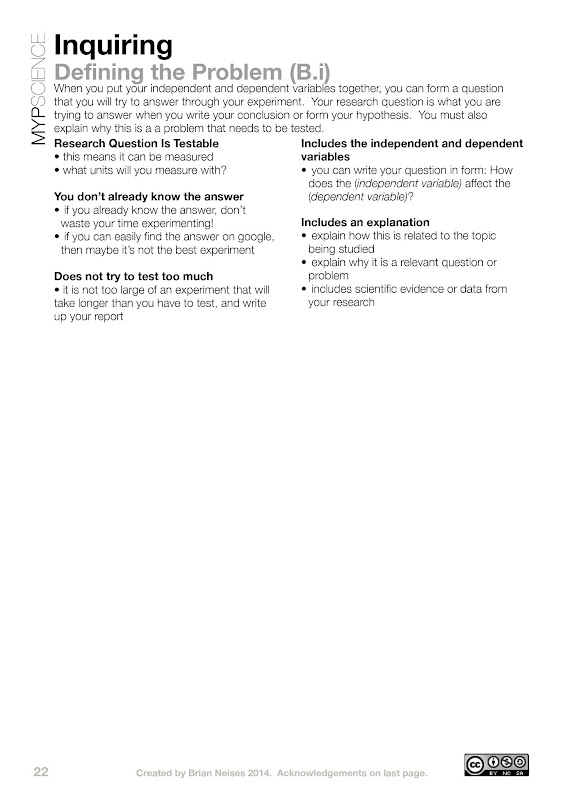 MYPSCIENCE
Inquiring
Defining the Problem (B.i)
When you put your independent and dependent variables together, you can form a question
that you will try to answer through your experiment.  Your research question is what you are
trying to answer when you write your conclusion or form your hypothesis.  You must also
explain why this is a a problem that needs to be tested.
Research Question Is Testable
• this means it can be measured
• what units will you measure with?
You don't already know the answer
• if you already know the answer, don't
waste your time experimenting!
• if you can easily find the answer on google,
then maybe it's not the best experiment
Does not try to test too much
• it is not too large of an experiment that will
take longer than you have to test, and write
up your report
Includes the independent and dependent
variables
• you can write your question in form: How
does the (independent variable) affect the
(dependent variable)?
Includes an explanation
• explain how this is related to the topic
being studied
• explain why it is a relevant question or
problem
• includes scientific evidence or data from
your research
22
Created by Brian Neises 2014.  Acknowledgements on last page.
cc
BY NC SA